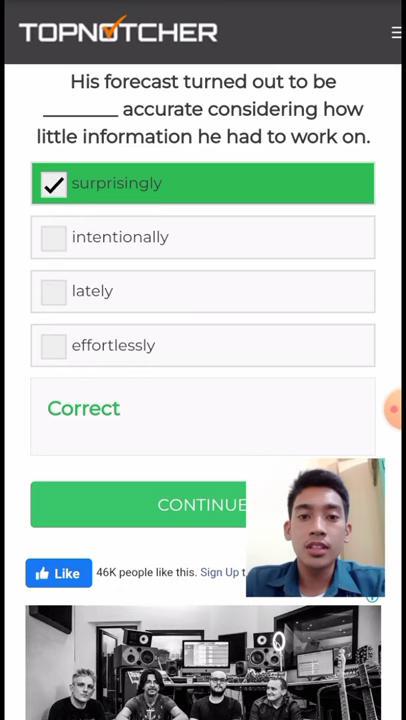 TOPNOTCHER
His forecast turned out to be
________ accurate considering how
little information he had to work on.
surprisingly
intentionally
lately
effortlessly
Correct
CONTINUE
Like 46K people like this. Sign Up t